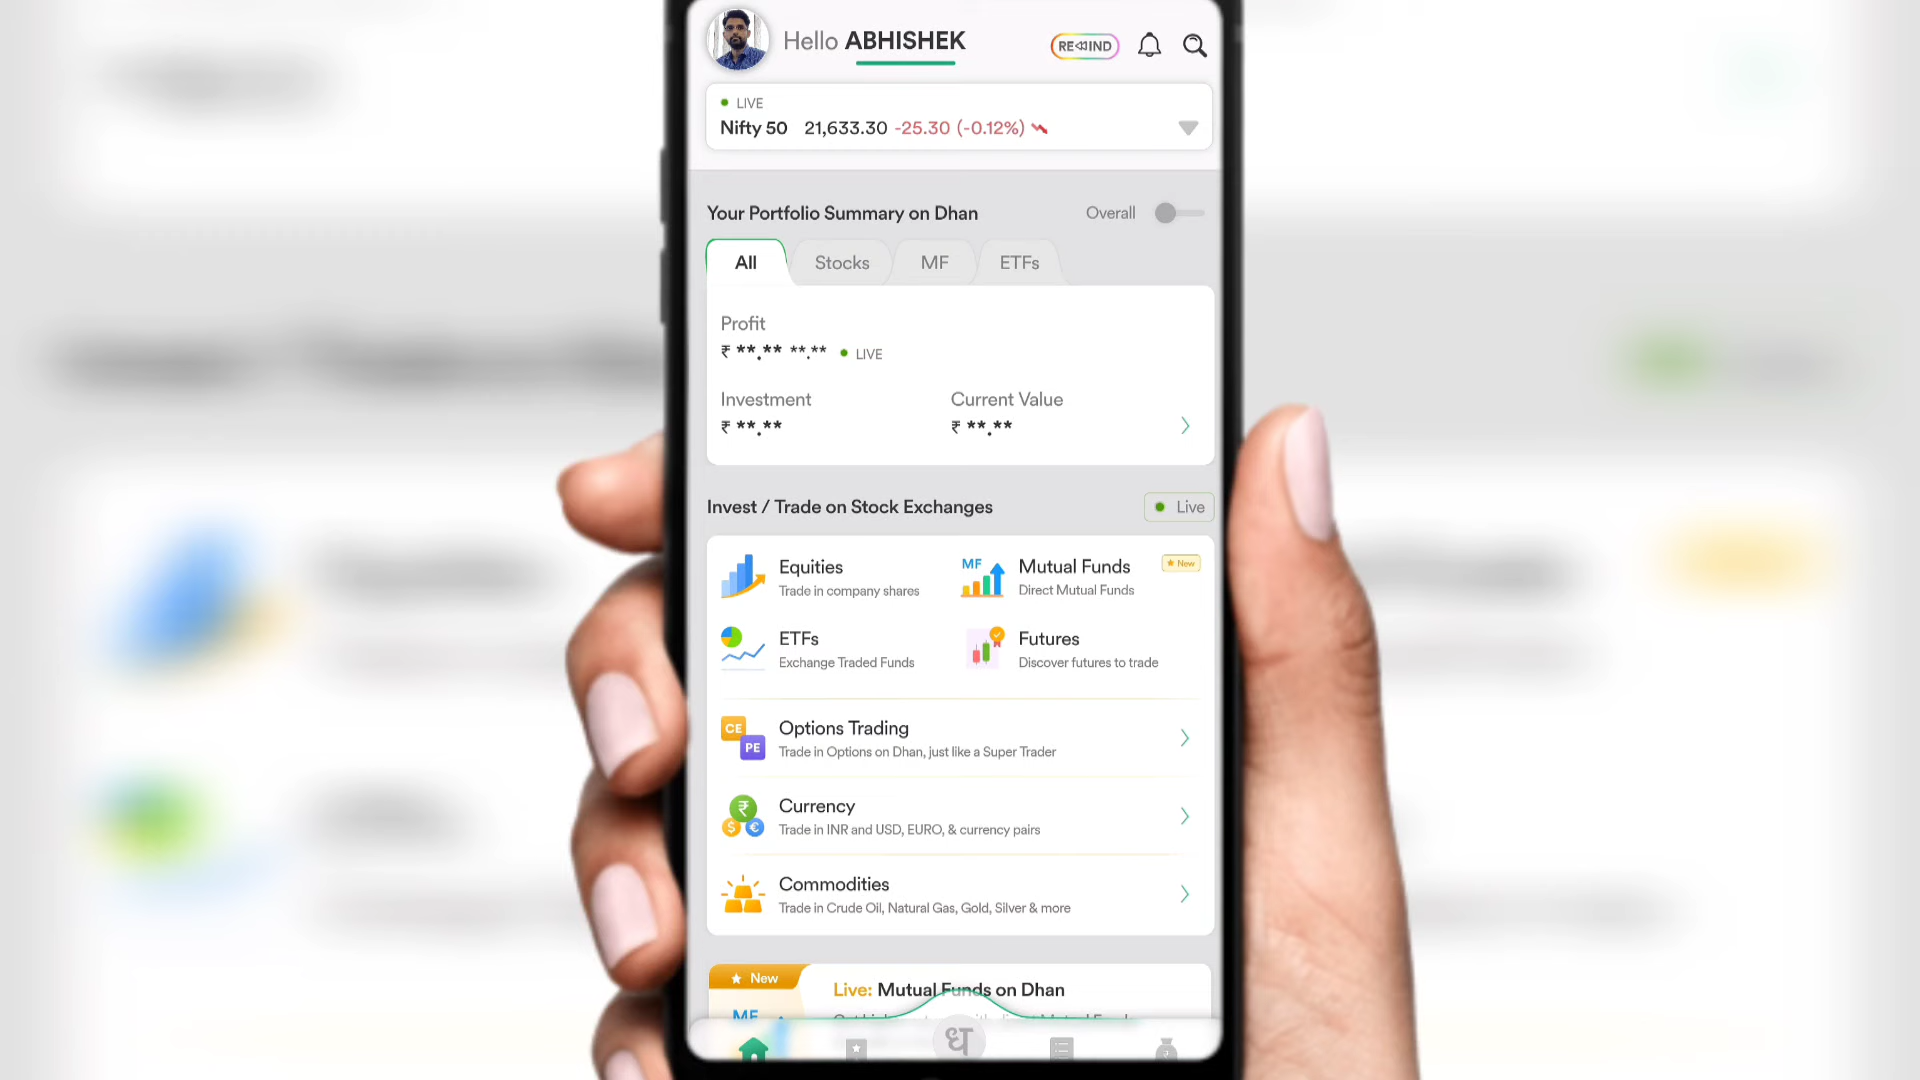 Hello ABHISHEK
RE◁◁IND
LIVE
Nifty 50 21,633.30 -25.30 (-0.12%)
Your Portfolio Summary on Dhan
Overall
All Stocks MF ETFs
Profit
₹ **.** **.** LIVE
Investment Current Value
₹ **.** ₹ **.**
Invest / Trade on Stock Exchanges
Live
Equities
Trade in company shares
MF
Mutual Funds
New
Direct Mutual Funds
ETFs
Exchange Traded Funds
Futures
Discover futures to trade
CE
PE
Options Trading
Trade in Options on Dhan, just like a Super Trader
₹
$
€
Currency
Trade in INR and USD, EURO, & currency pairs
Commodities
Trade in Crude Oil, Natural Gas, Gold, Silver & more
New
MF
Live: Mutual Funds on Dhan
ध